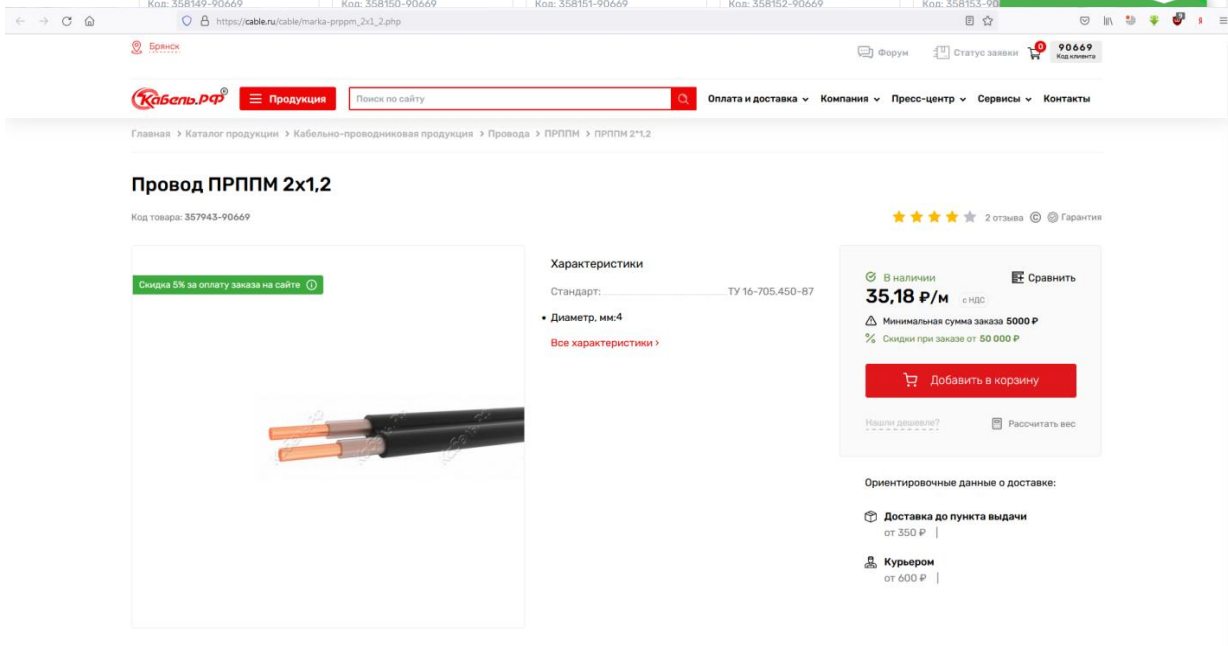 Код: 358149-90669 Код: 358150-90669 Код: 358151-90669 Код: 358152-90669 Код: 358153-90
https://cable.ru/cable/marka-prppm_2x1_2.php
Брянск
Форум Статус заявки 0 90669
Код клиента
Кабель.РФ® Продукция Поиск по сайту Оплата и доставка Компания Пресс-центр Сервисы Контакты
Главная > Каталог продукции > Кабельно-проводниковая продукция > Провода > ПРППМ > ПРППМ 2*1,2
Провод ПРППМ 2х1,2
Код товара: 357943-90669
2 отзыва © Гарантия
Скидка 5% за оплату заказа на сайте
Характеристики
Стандарт: ТУ 16-705.450-87
• Диаметр, мм:4
Все характеристики ›
В наличии Сравнить
35,18 ₽/м с НДС
Минимальная сумма заказа 5000 ₽
% Скидки при заказе от 50 000 ₽
Добавить в корзину
Нашли дешевле? Рассчитать вес
Ориентировочные данные о доставке:
Доставка до пункта выдачи
от 350 ₽ |
Курьером
от 600 ₽ |